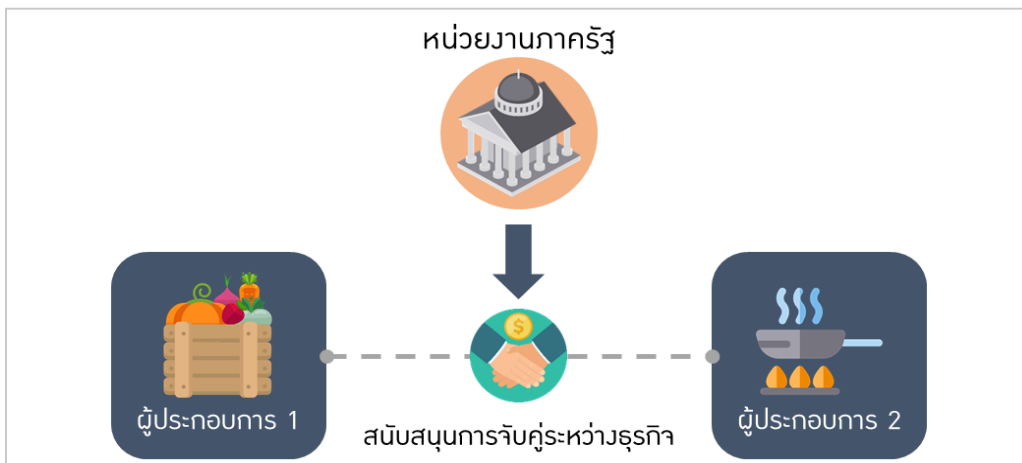 หน่วยงานภาครัฐ
ผู้ประกอบการ 1
สนับสนุนการจับคู่ระหว่างธุรกิจ
ผู้ประกอบการ 2